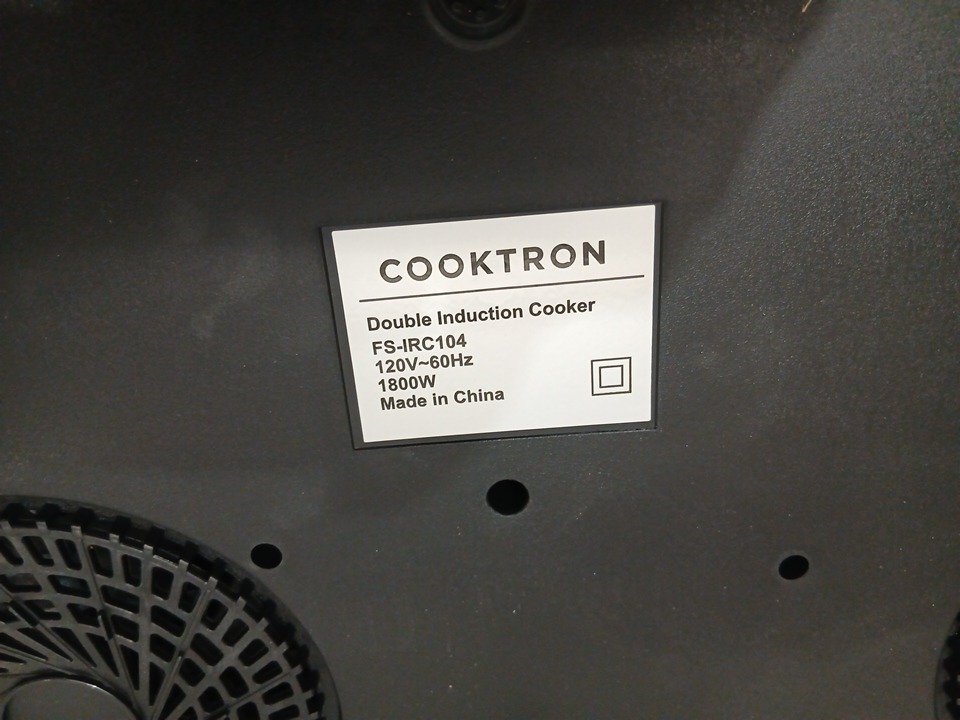 COOKTRON
Double Induction Cooker
FS-IRC104
120V~60Hz
1800W
Made in China